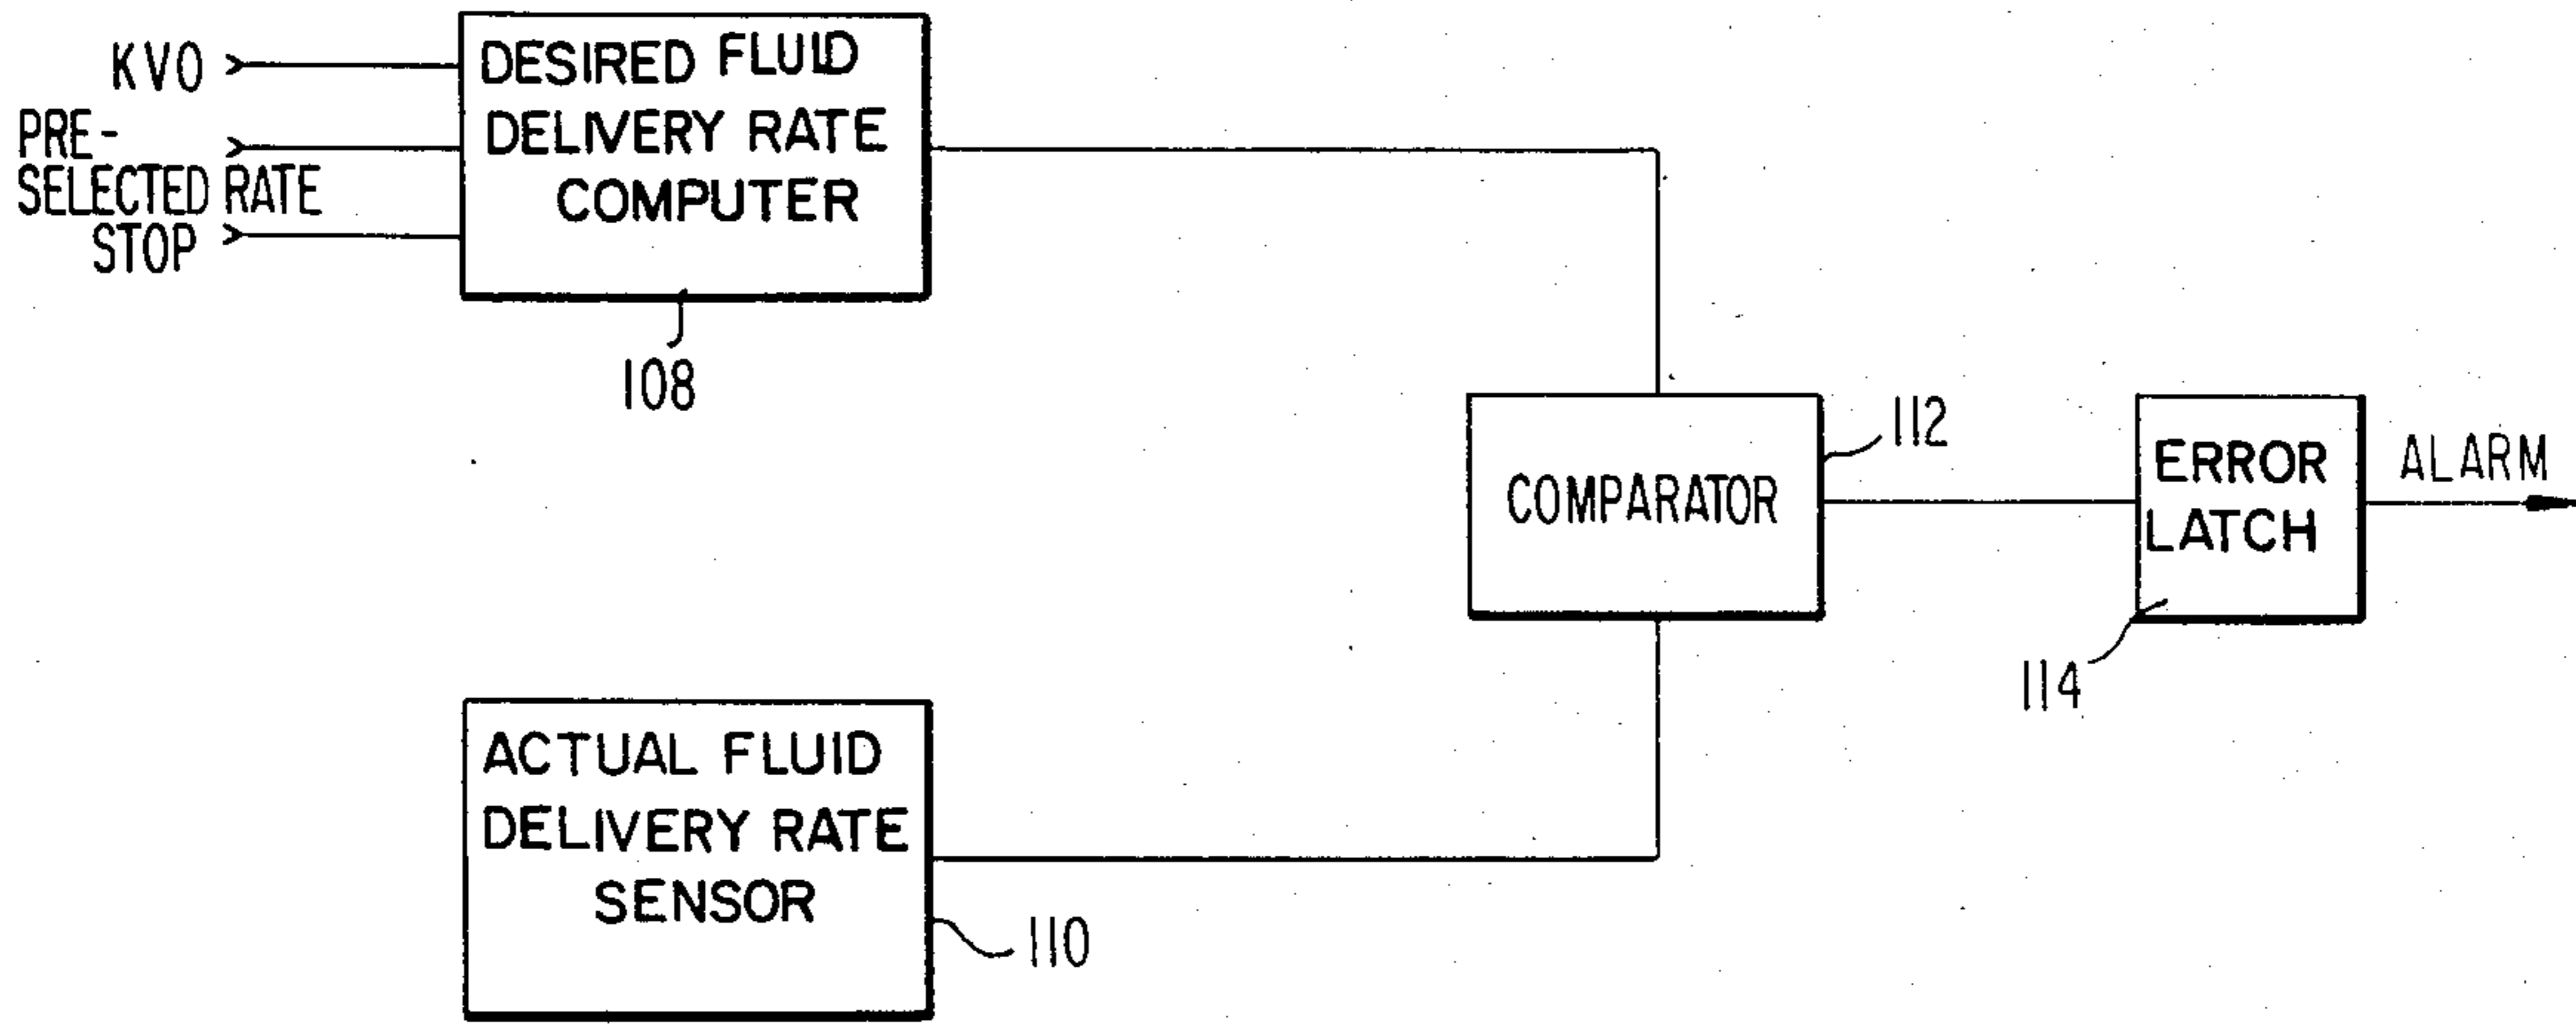 KVO
PRE-
SELECTED RATE
STOP
DESIRED FLUID
DELIVERY RATE
COMPUTER
108
COMPARATOR
112
ERROR
LATCH
114
ALARM
ACTUAL FLUID
DELIVERY RATE
SENSOR
110